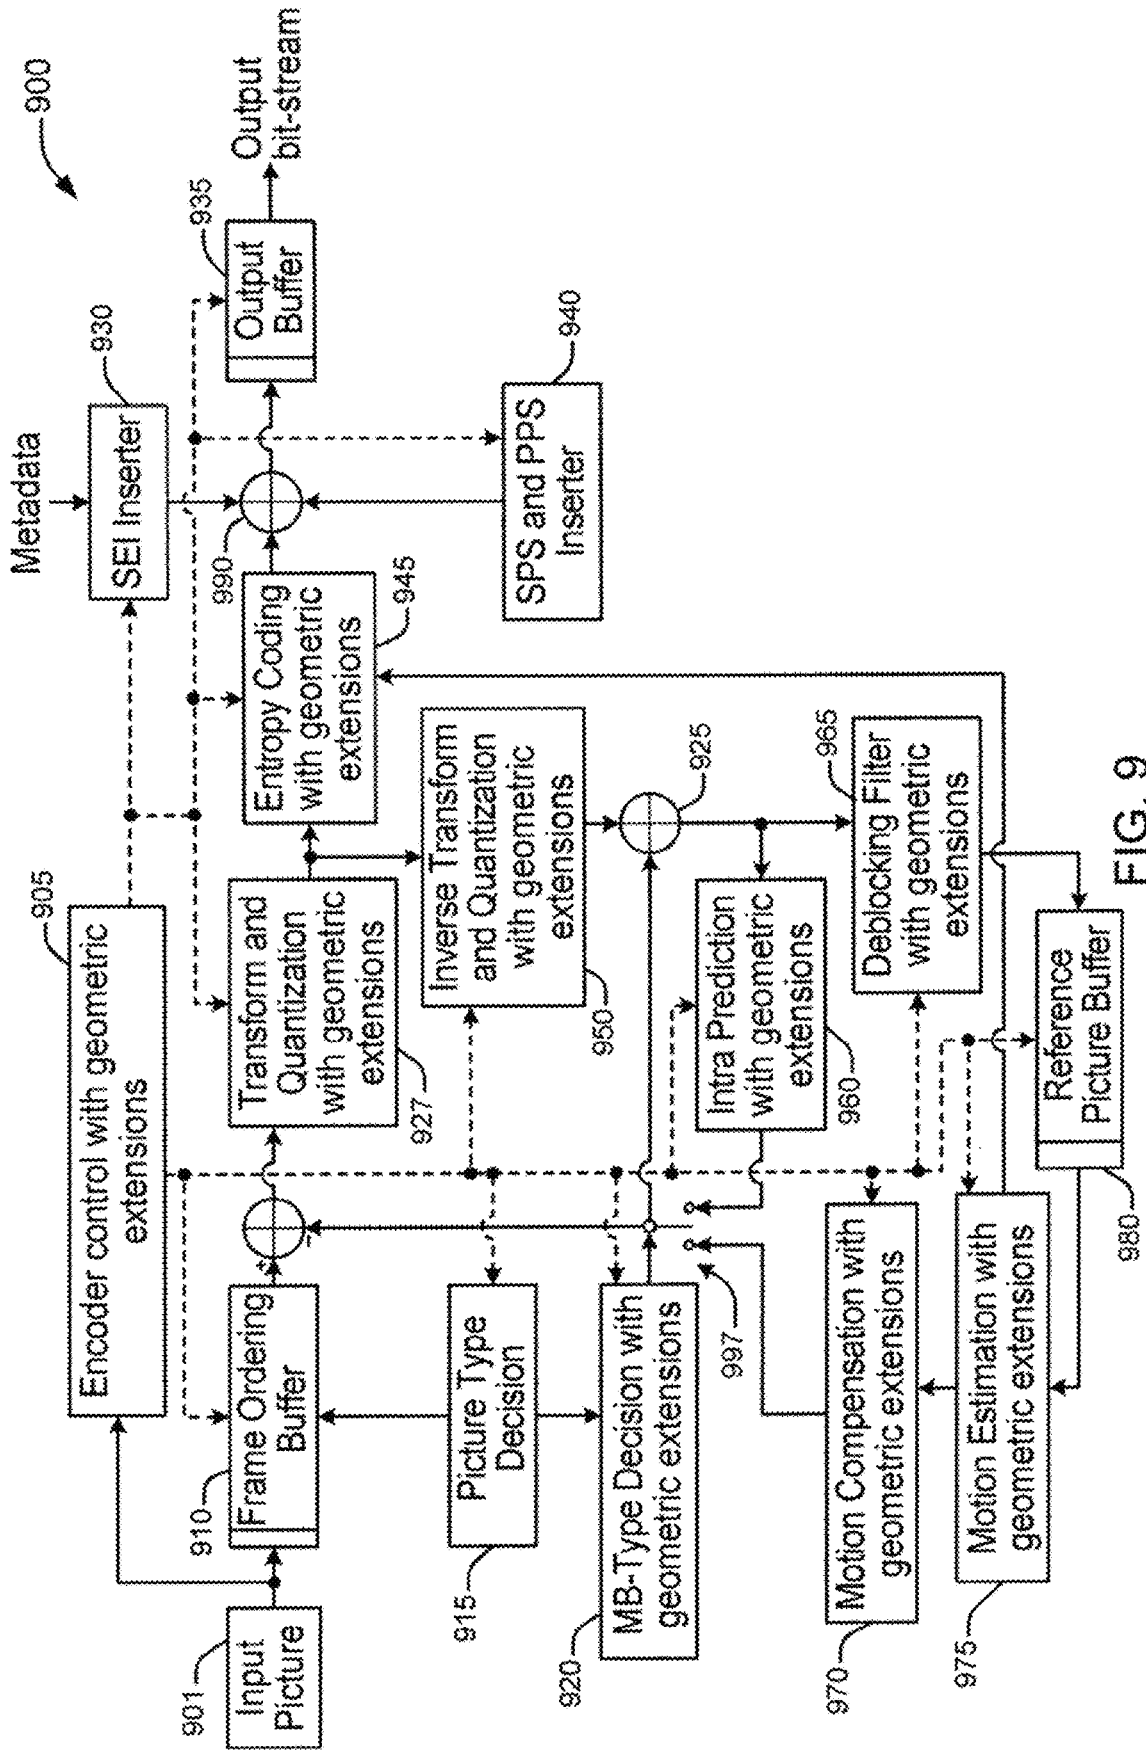 900
Metadata
SEI Inserter
930
Encoder control with geometric
extensions
905
901
Input
Picture
910
Frame Ordering
Buffer
+
-
Transform and
Quantization
with geometric
extensions
927
Entropy Coding
with geometric
extensions
945
990
Output
Buffer
935
Output
bit-stream
915
Picture Type
Decision
Inverse Transform
and Quantization
with geometric
extensions
950
SPS and PPS
Inserter
940
920
MB-Type Decision with
geometric extensions
925
997
Intra Prediction
with geometric
extensions
960
Deblocking Filter
with geometric
extensions
965
970
Motion Compensation with
geometric extensions
975
Motion Estimation with
geometric extensions
980
Reference
Picture Buffer
FIG. 9